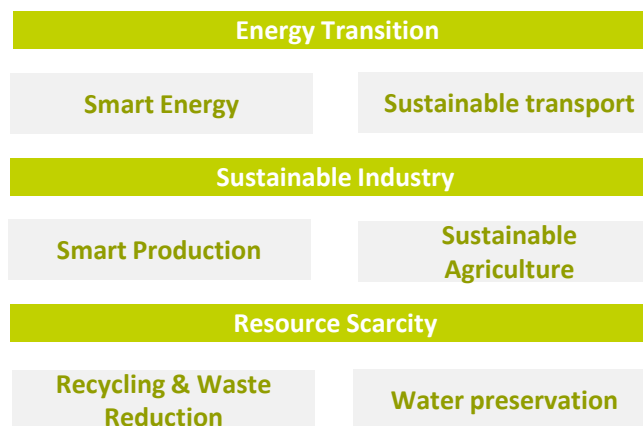 Energy Transition
Smart Energy
Sustainable transport
Sustainable Industry
Smart Production
Sustainable
Agriculture
Resource Scarcity
Recycling & Waste
Reduction
Water preservation